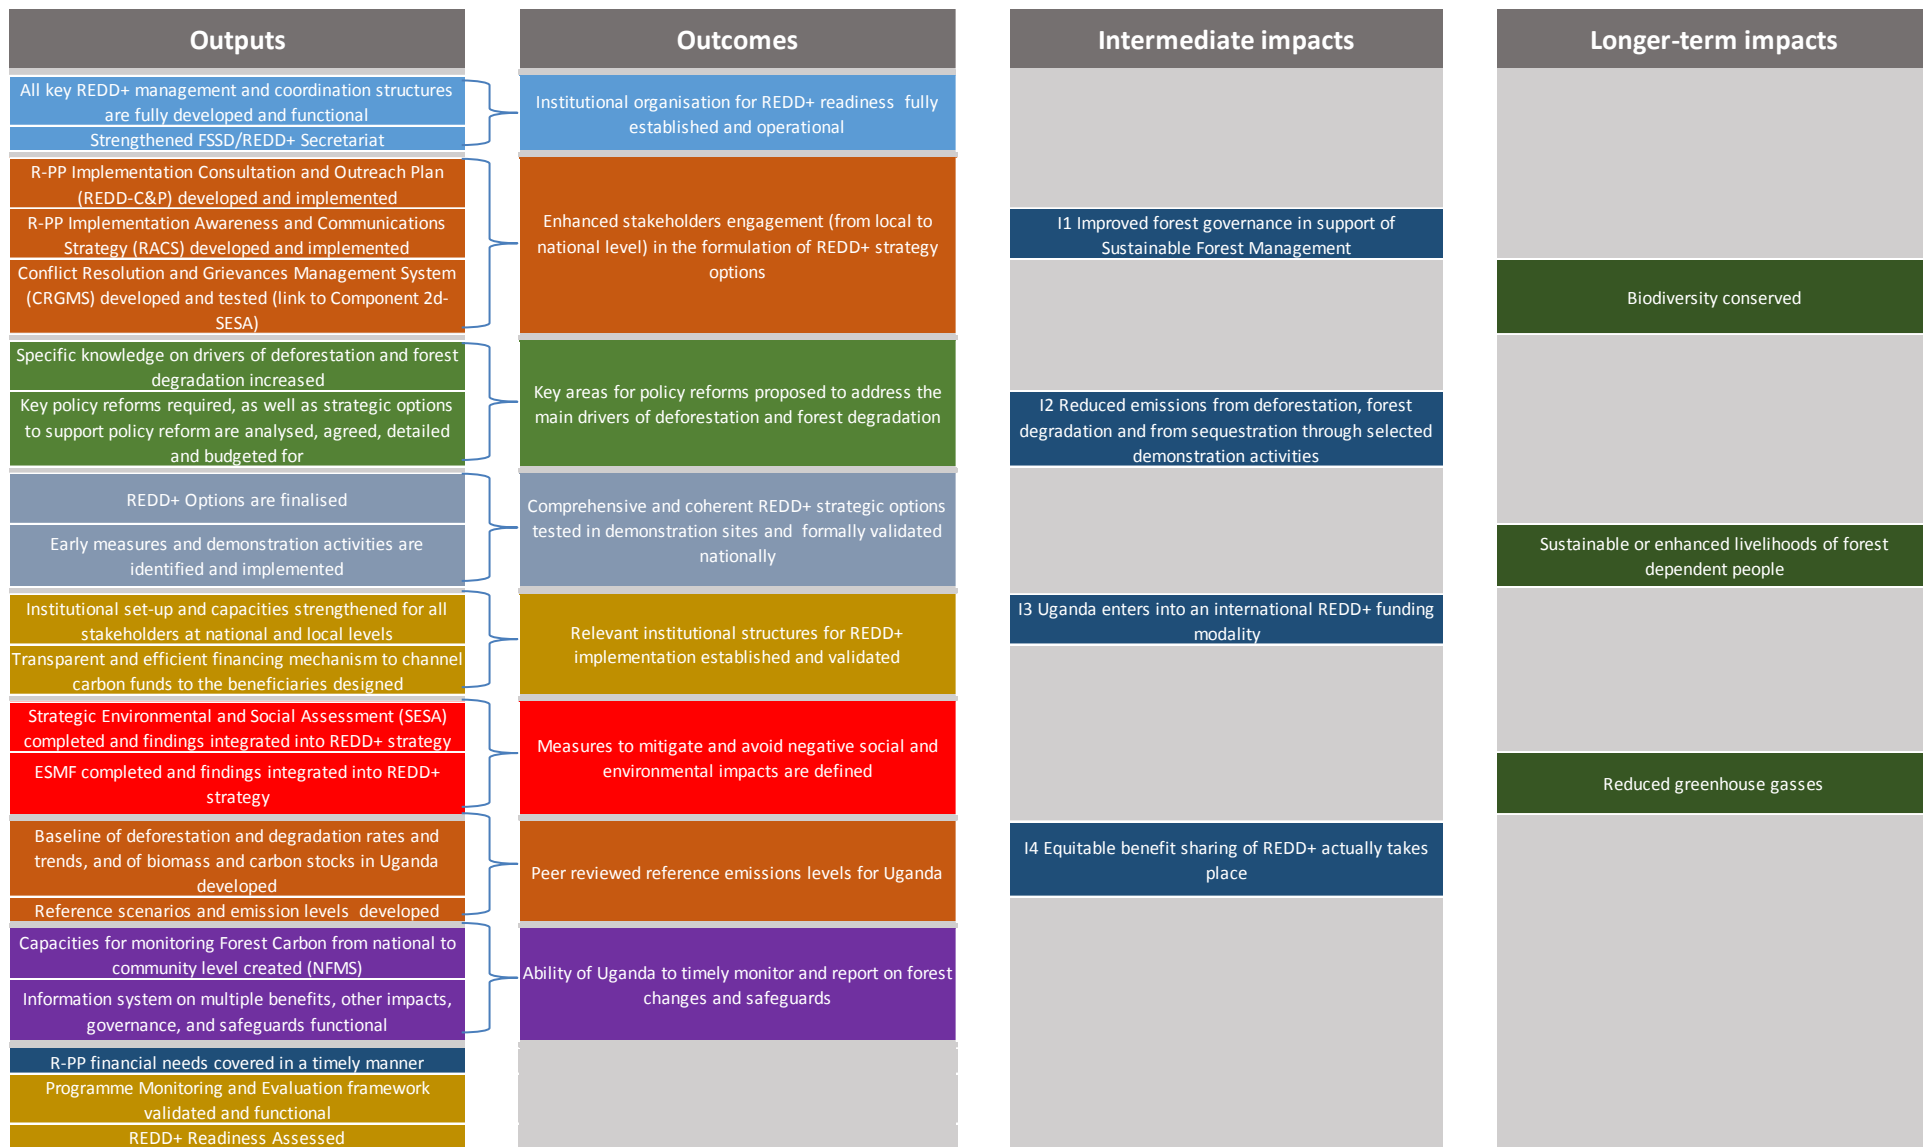 Outputs
All key REDD+ management and coordination structures
are fully developed and functional
Strengthened FSSD/REDD+ Secretariat
R-PP Implementation Consultation and Outreach Plan
(REDD-C&P) developed and implemented
R-PP Implementation Awareness and Communications
Strategy (RACS) developed and implemented
Conflict Resolution and Grievances Management System
(CRGMS) developed and tested (link to Component 2d-
SESA)
Specific knowledge on drivers of deforestation and forest
degradation increased
Key policy reforms required, as well as strategic options
to support policy reform are analysed, agreed, detailed
and budgeted for
REDD+ Options are finalised
Early measures and demonstration activities are
identified and implemented
Institutional set-up and capacities strengthened for all
stakeholders at national and local levels
Transparent and efficient financing mechanism to channel
carbon funds to the beneficiaries designed
Strategic Environmental and Social Assessment (SESA)
completed and findings integrated into REDD+ strategy
ESMF completed and findings integrated into REDD+
strategy
Baseline of deforestation and degradation rates and
trends, and of biomass and carbon stocks in Uganda
developed
Reference scenarios and emission levels developed
Capacities for monitoring Forest Carbon from national to
community level created (NFMS)
Information system on multiple benefits, other impacts,
governance, and safeguards functional
R-PP financial needs covered in a timely manner
Programme Monitoring and Evaluation framework
validated and functional
REDD+ Readiness Assessed
Outcomes
Institutional organisation for REDD+ readiness fully
established and operational
Enhanced stakeholders engagement (from local to
national level) in the formulation of REDD+ strategy
options
Key areas for policy reforms proposed to address the
main drivers of deforestation and forest degradation
Comprehensive and coherent REDD+ strategic options
tested in demonstration sites and formally validated
nationally
Relevant institutional structures for REDD+
implementation established and validated
Measures to mitigate and avoid negative social and
environmental impacts are defined
Peer reviewed reference emissions levels for Uganda
Ability of Uganda to timely monitor and report on forest
changes and safeguards
Intermediate impacts
I1 Improved forest governance in support of
Sustainable Forest Management
I2 Reduced emissions from deforestation, forest
degradation and from sequestration through selected
demonstration activities
I3 Uganda enters into an international REDD+ funding
modality
I4 Equitable benefit sharing of REDD+ actually takes
place
Longer-term impacts
Biodiversity conserved
Sustainable or enhanced livelihoods of forest
dependent people
Reduced greenhouse gasses